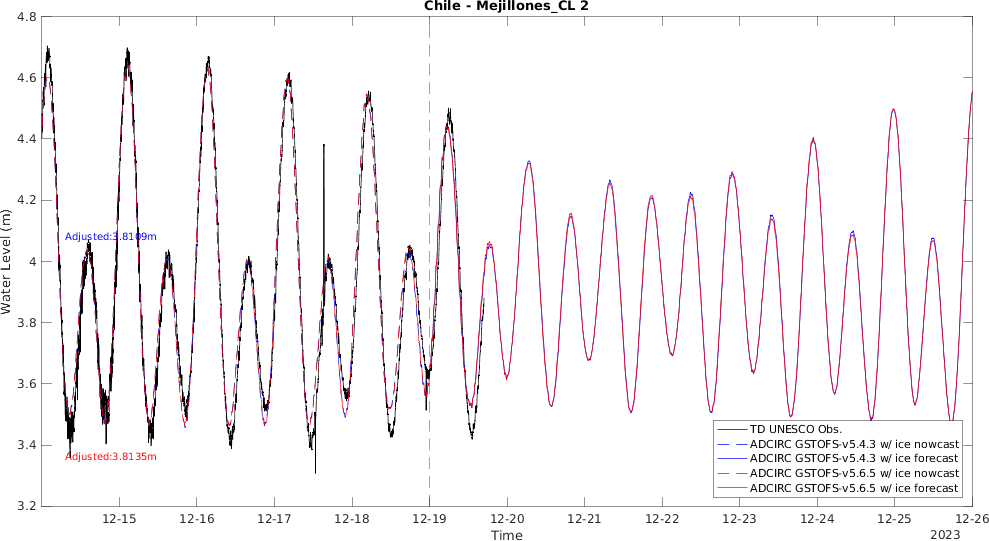 Chile - Mejillones_CL 2
4.8
4.6
4.4
4.2
4
3.8
3.6
3.4
3.2
Water Level (m)
Adjusted:3.8109m
Adjusted:3.8135m
TD UNESCO Obs.
ADCIRC GSTOFS-v5.4.3 w/ ice nowcast
ADCIRC GSTOFS-v5.4.3 w/ ice forecast
ADCIRC GSTOFS-v5.6.5 w/ ice nowcast
ADCIRC GSTOFS-v5.6.5 w/ ice forecast
12-15 12-16 12-17 12-18 12-19 12-20 12-21 12-22 12-23 12-24 12-25 12-26
Time
2023